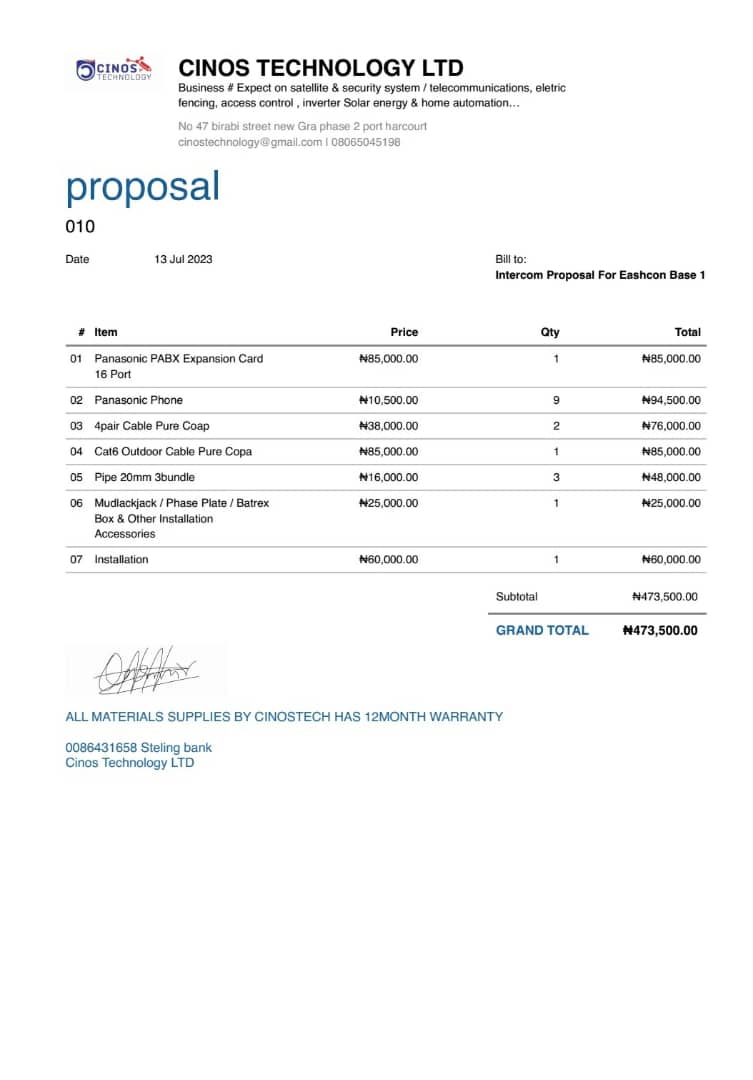 CINOS
TECHNOLOGY
CINOS TECHNOLOGY LTD
Business # Expect on satellite & security system / telecommunications, eletric
fencing, access control , inverter Solar energy & home automation...
No 47 birabi street new Gra phase 2 port harcourt
cinostechnology@gmail.com | 08065045198
proposal
010
Date 13 Jul 2023
Bill to:
Intercom Proposal For Eashcon Base 1
# Item Price Qty Total
01 Panasonic PABX Expansion Card ₦85,000.00 1 ₦85,000.00
16 Port
02 Panasonic Phone ₦10,500.00 9 ₦94,500.00
03 4pair Cable Pure Coap ₦38,000.00 2 ₦76,000.00
04 Cat6 Outdoor Cable Pure Copa ₦85,000.00 1 ₦85,000.00
05 Pipe 20mm 3bundle ₦16,000.00 3 ₦48,000.00
06 Mudlackjack / Phase Plate / Batrex ₦25,000.00 1 ₦25,000.00
Box & Other Installation
Accessories
07 Installation ₦60,000.00 1 ₦60,000.00
Subtotal ₦473,500.00
GRAND TOTAL ₦473,500.00
ALL MATERIALS SUPPLIES BY CINOSTECH HAS 12MONTH WARRANTY
0086431658 Steling bank
Cinos Technology LTD